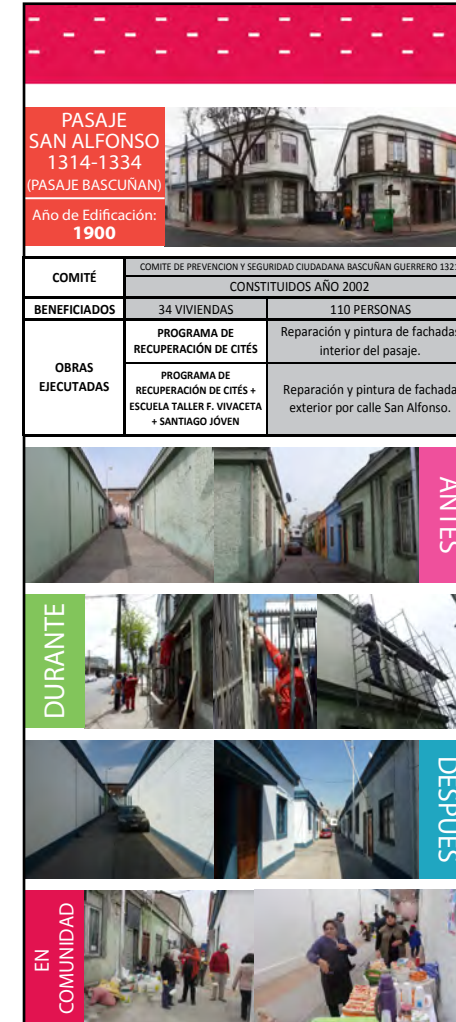 PASAJE
SAN ALFONSO
1314-1334
(PASAJE BASCUÑAN)
Año de Edificación:
1900
COMITÉ
COMITE DE PREVENCION Y SEGURIDAD CIUDADANA BASCUÑAN GUERRERO 1321
CONSTITUIDOS AÑO 2002
BENEFICIADOS
34 VIVIENDAS
110 PERSONAS
OBRAS
EJECUTADAS
PROGRAMA DE
RECUPERACIÓN DE CITÉS
Reparación y pintura de fachadas
interior del pasaje.
PROGRAMA DE
RECUPERACIÓN DE CITÉS +
ESCUELA TALLER F. VIVACETA
+ SANTIAGO JÓVEN
Reparación y pintura de fachada
exterior por calle San Alfonso.
ANTES
DURANTE
DESPUES
EN
COMUNIDAD